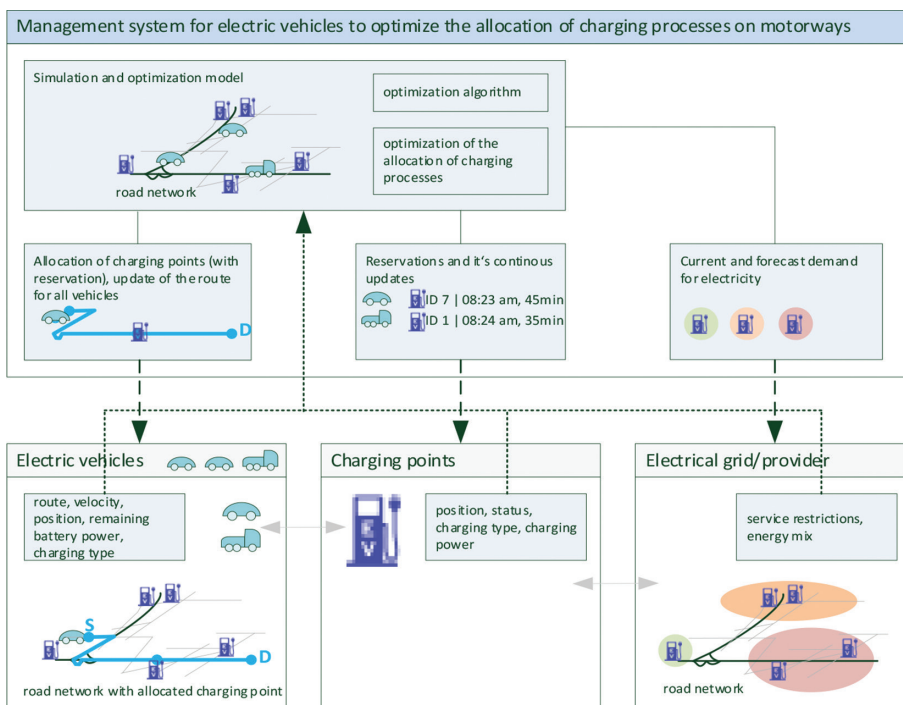 Management system for electric vehicles to optimize the allocation of charging processes on motorways
Simulation and optimization model
optimization algorithm
optimization of the
allocation of charging
processes
road network
Allocation of charging points (with
reservation), update of the route
for all vehicles
D
Reservations and it's continous
updates
ID 7 | 08:23 am, 45min
ID 1 | 08:24 am, 35min
Current and forecast demand
for electricity
Electric vehicles
route, velocity,
position, remaining
battery power,
charging type
S
D
road network with allocated charging point
Charging points
E
V
position, status,
charging type, charging
power
Electrical grid/provider
service restrictions,
energy mix
road network